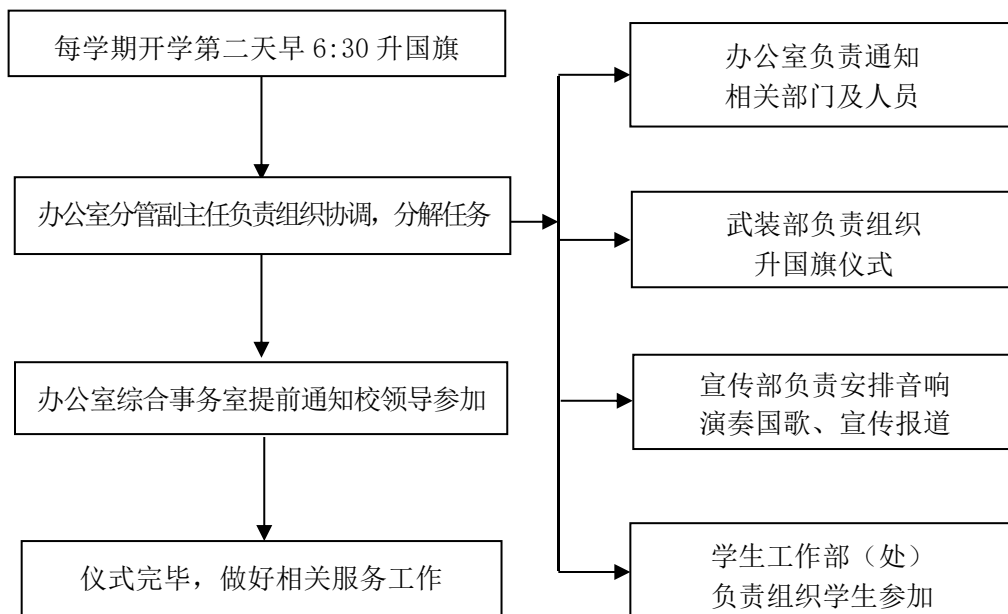 每学期开学第二天早 6:30 升国旗
办公室分管副主任负责组织协调，分解任务
办公室综合事务室提前通知校领导参加
仪式完毕，做好相关服务工作
办公室负责通知
相关部门及人员
武装部负责组织
升国旗仪式
宣传部负责安排音响
演奏国歌、宣传报道
学生工作部（处）
负责组织学生参加